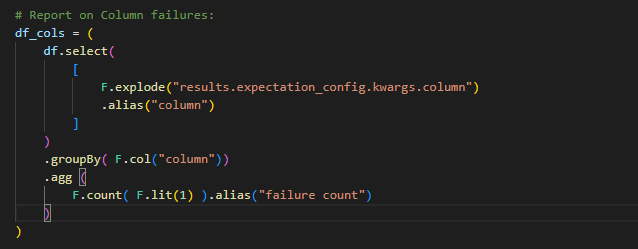 # Report on Column failures:
df_cols = (
    df.select(
        [
            F.explode("results.expectation_config.kwargs.column")
            .alias("column")
        ]
    )
    .groupBy( F.col("column"))
    .agg (
        F.count( F.lit(1) ).alias("failure count")
    )
)